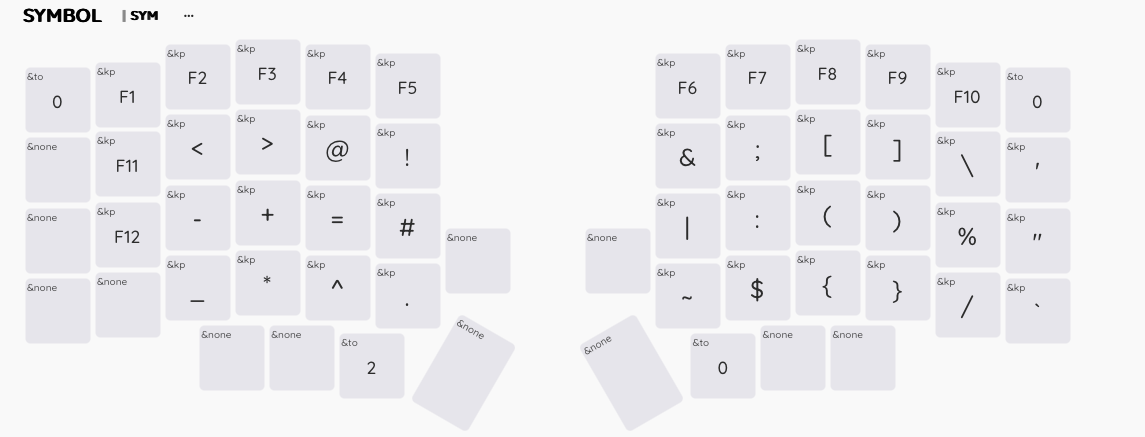 SYMBOL SYM ...
&to 0 &kp F1 &kp F2 &kp F3 &kp F4 &kp F5 &kp F6 &kp F7 &kp F8 &kp F9 &kp F10 &to 0
&none &kp F11 &kp < &kp > &kp @ &kp ! &kp & &kp ; &kp [ &kp ] &kp \ &kp '
&none &kp F12 &kp - &kp + &kp = &kp # &none &none &kp | &kp : &kp ( &kp ) &kp % &kp "
&none &none &kp _ &kp * &kp ^ &kp . &kp ~ &kp $ &kp { &kp } &kp / &kp `
&none &none &to 2 &none &none &to 0 &none &none